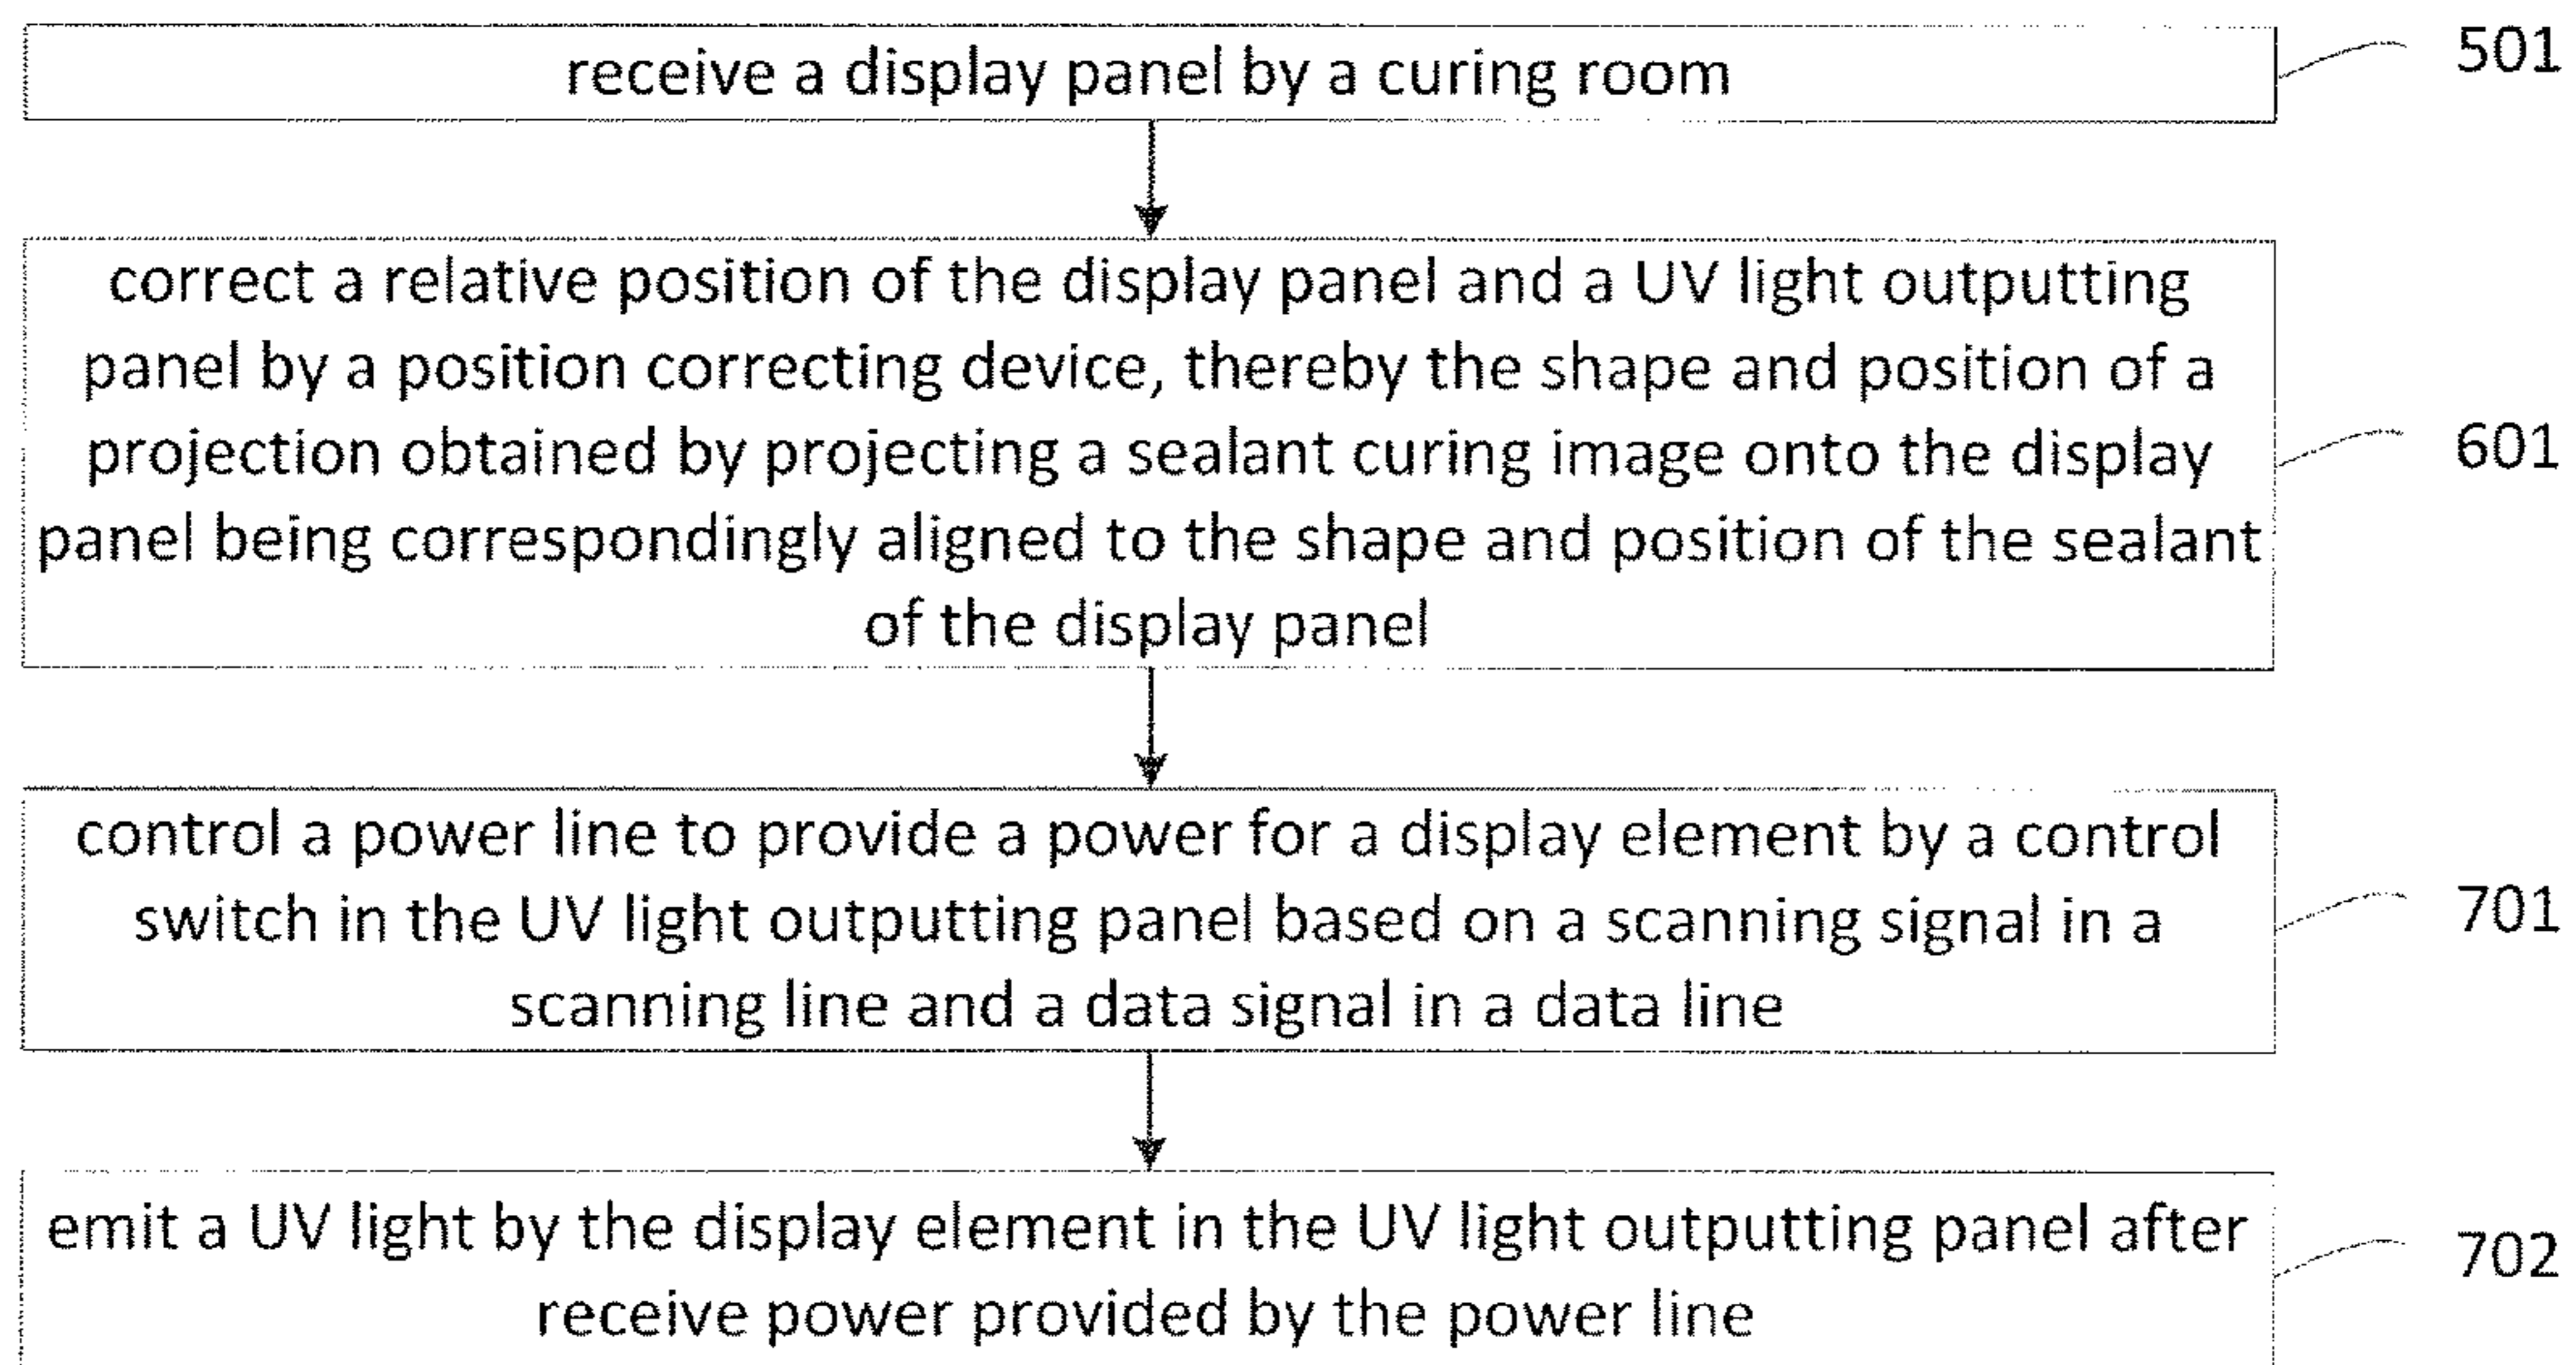 receive a display panel by a curing room
501
correct a relative position of the display panel and a UV light outputting
panel by a position correcting device, thereby the shape and position of a
projection obtained by projecting a sealant curing image onto the display
601
panel being correspondingly aligned to the shape and position of the sealant
of the display panel
control a power line to provide a power for a display element by a control
switch in the UV light outputting panel based on a scanning signal in a
701
scanning line and a data signal in a data line
emit a UV light by the display element in the UV light outputting panel after
702
receive power provided by the power line